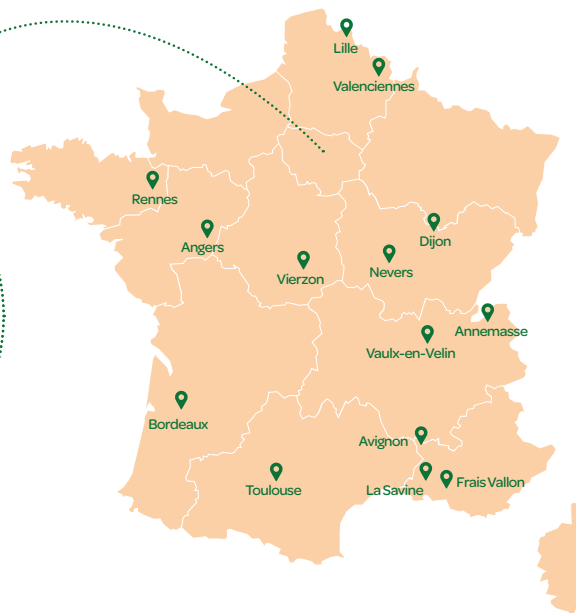 Lille
Valenciennes
Rennes
Angers
Dijon
Nevers
Vierzon
Annemasse
Vaulx-en-Velin
Bordeaux
Avignon
Toulouse
La Savine
Frais Vallon